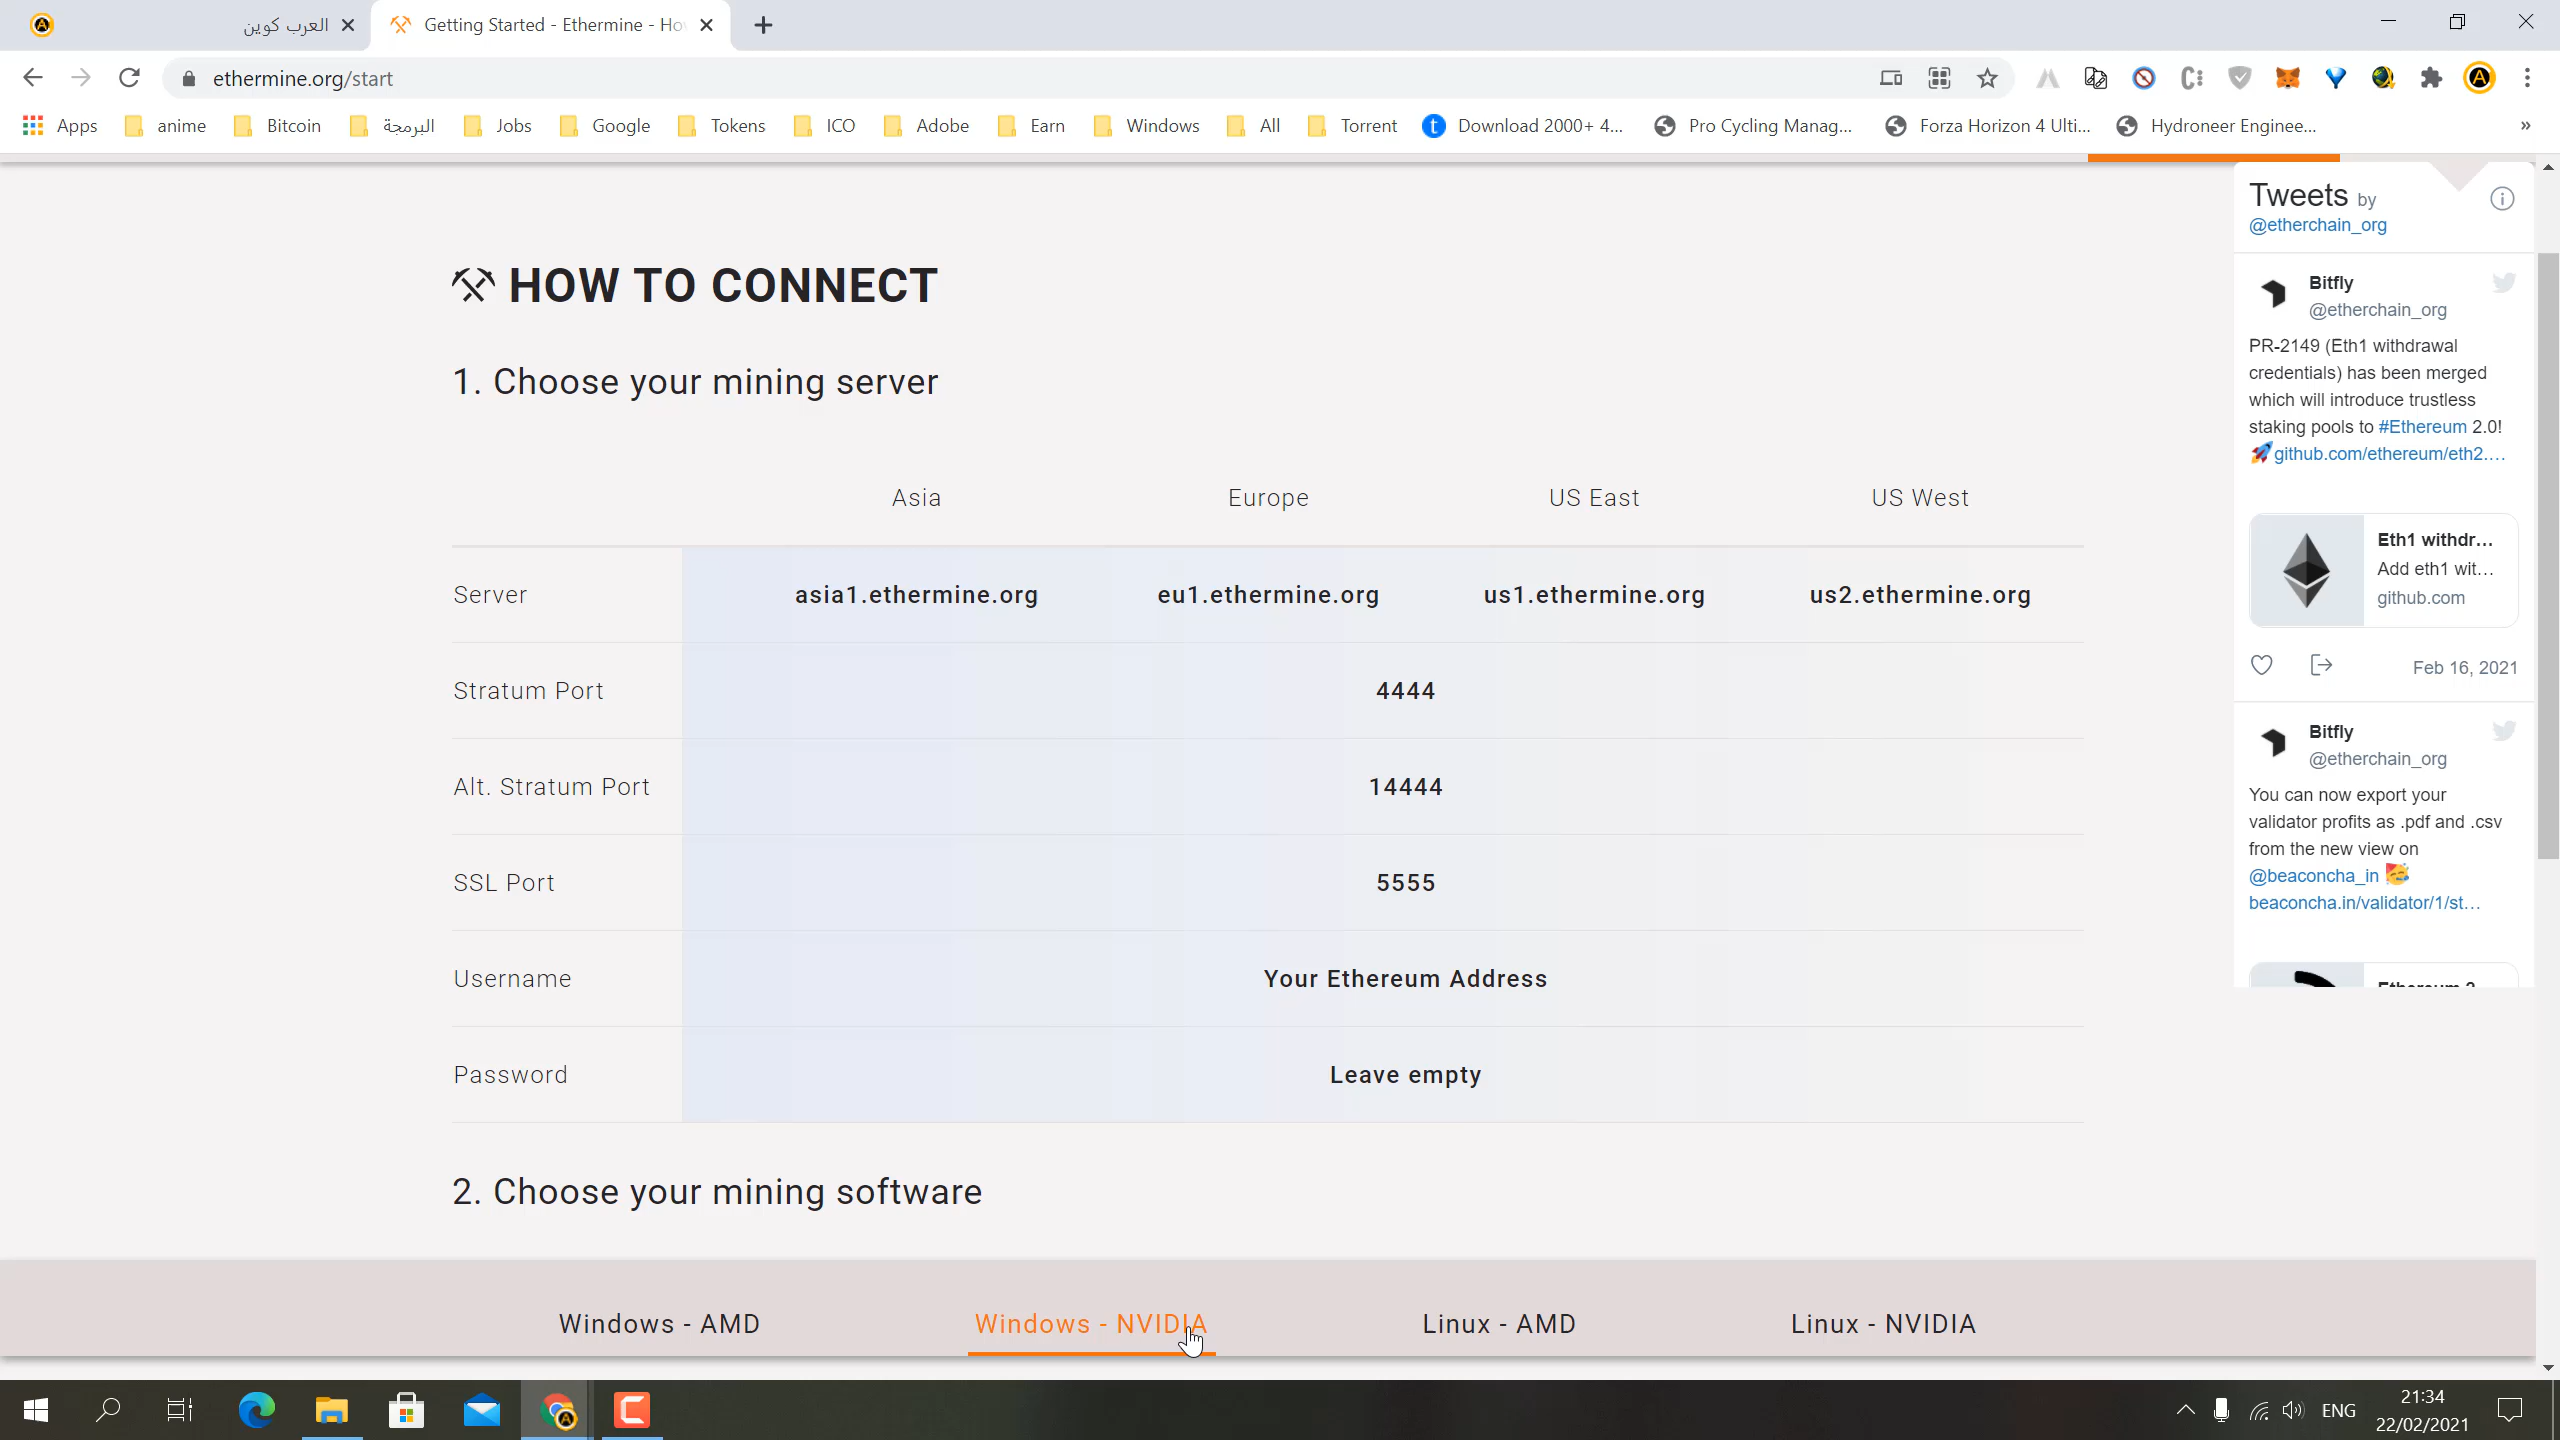 العرب كوين
Getting Started - Ethermine - Ho
ethermine.org/start
Apps
anime
Bitcoin
البرمجة
Jobs
Google
Tokens
ICO
Adobe
Earn
Windows
All
Torrent
Download 2000+ 4...
Pro Cycling Manag...
Forza Horizon 4 Ulti...
Hydroneer Enginee...
»
HOW TO CONNECT
1. Choose your mining server
Asia Europe US East US West
Server asia1.ethermine.org eu1.ethermine.org us1.ethermine.org us2.ethermine.org
Stratum Port 4444
Alt. Stratum Port 14444
SSL Port 5555
Username Your Ethereum Address
Password Leave empty
2. Choose your mining software
Windows - AMD Windows - NVIDIA Linux - AMD Linux - NVIDIA
Tweets by
@etherchain_org
Bitfly
@etherchain_org
PR-2149 (Eth1 withdrawal
credentials) has been merged
which will introduce trustless
staking pools to #Ethereum 2.0!
🚀github.com/ethereum/eth2....
Eth1 withdr...
Add eth1 wit...
github.com
Feb 16, 2021
Bitfly
@etherchain_org
You can now export your
validator profits as .pdf and .csv
from the new view on
@beaconcha_in 🥳
beaconcha.in/validator/1/st...
ENG
21:34
22/02/2021